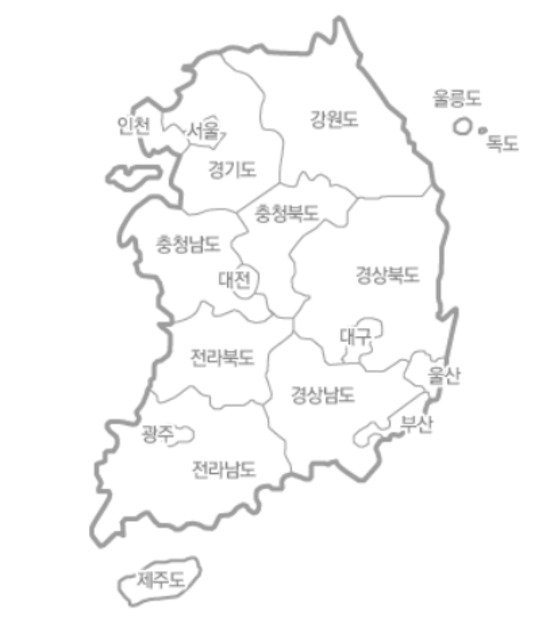 울릉도
강원도
인천
서울
독도
경기도
충청북도
충청남도
경상북도
대전
대구
전라북도
울산
경상남도
부산
광주
전라남도
제주도